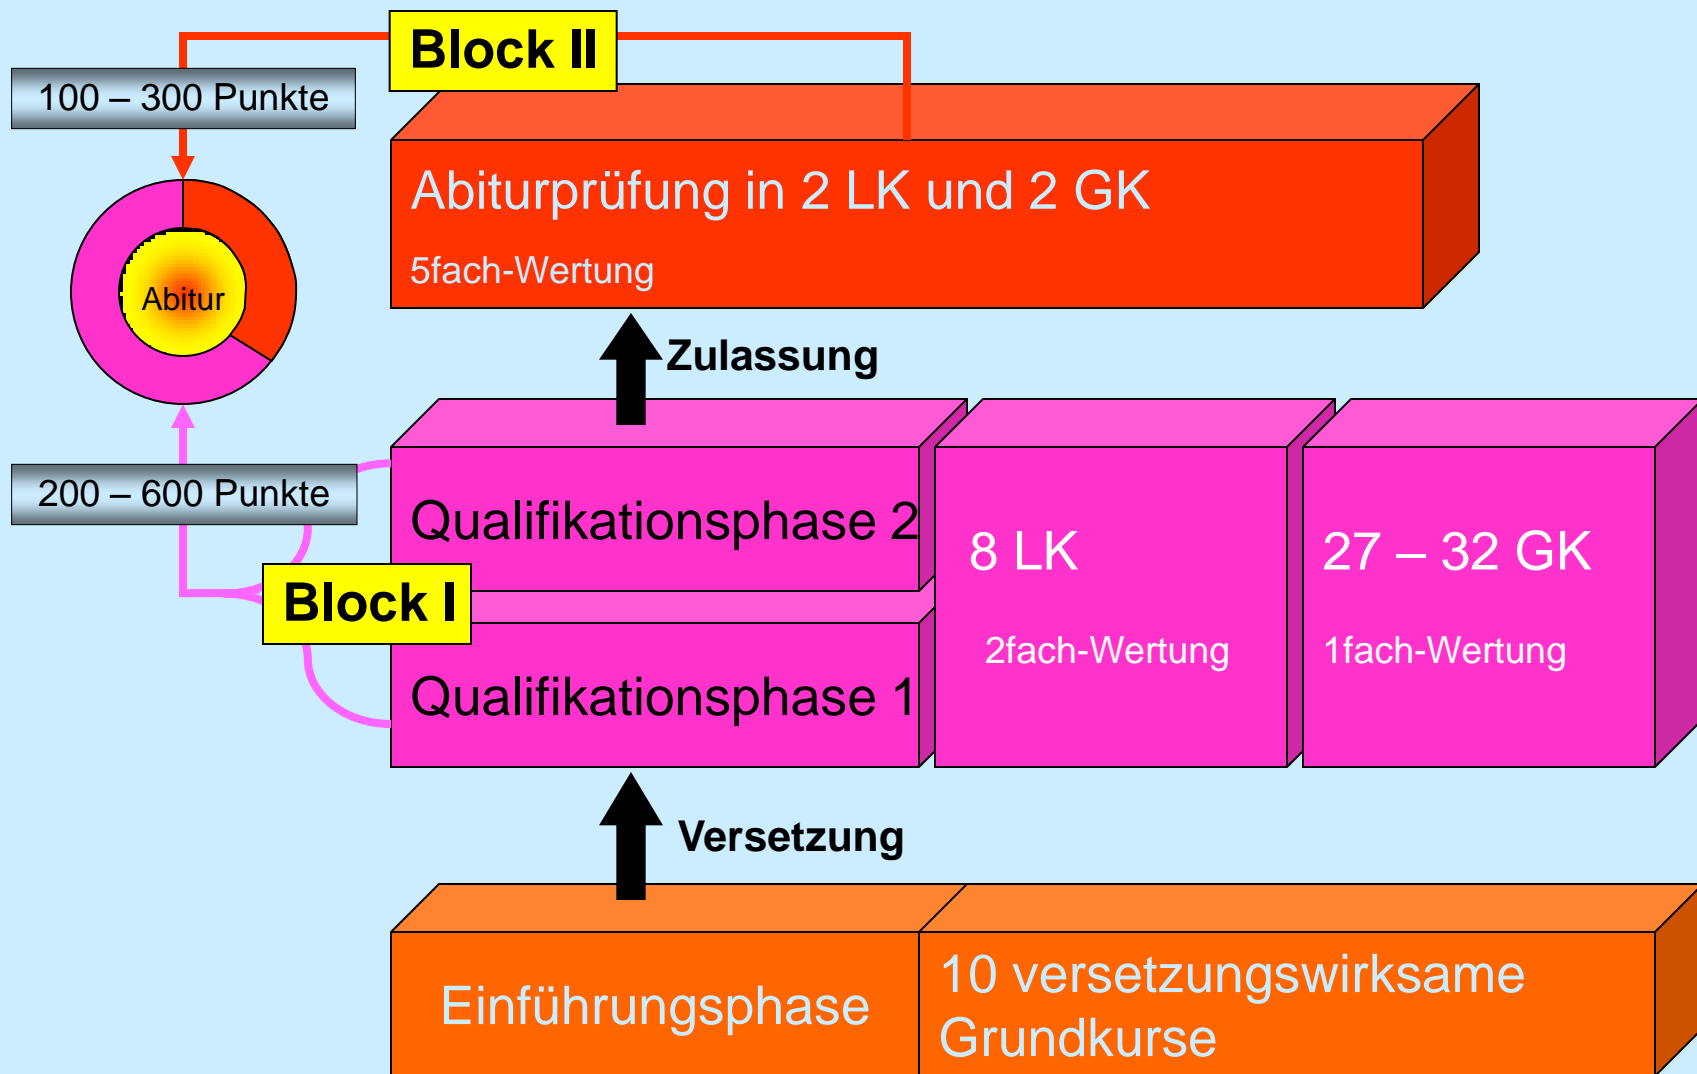 Block II
100 – 300 Punkte
Abiturprüfung in 2 LK und 2 GK
5fach-Wertung
Abitur
Zulassung
200 – 600 Punkte
Qualifikationsphase 2
8 LK
27 – 32 GK
Block I
2fach-Wertung
1fach-Wertung
Qualifikationsphase 1
Versetzung
Einführungsphase
10 versetzungswirksame
Grundkurse